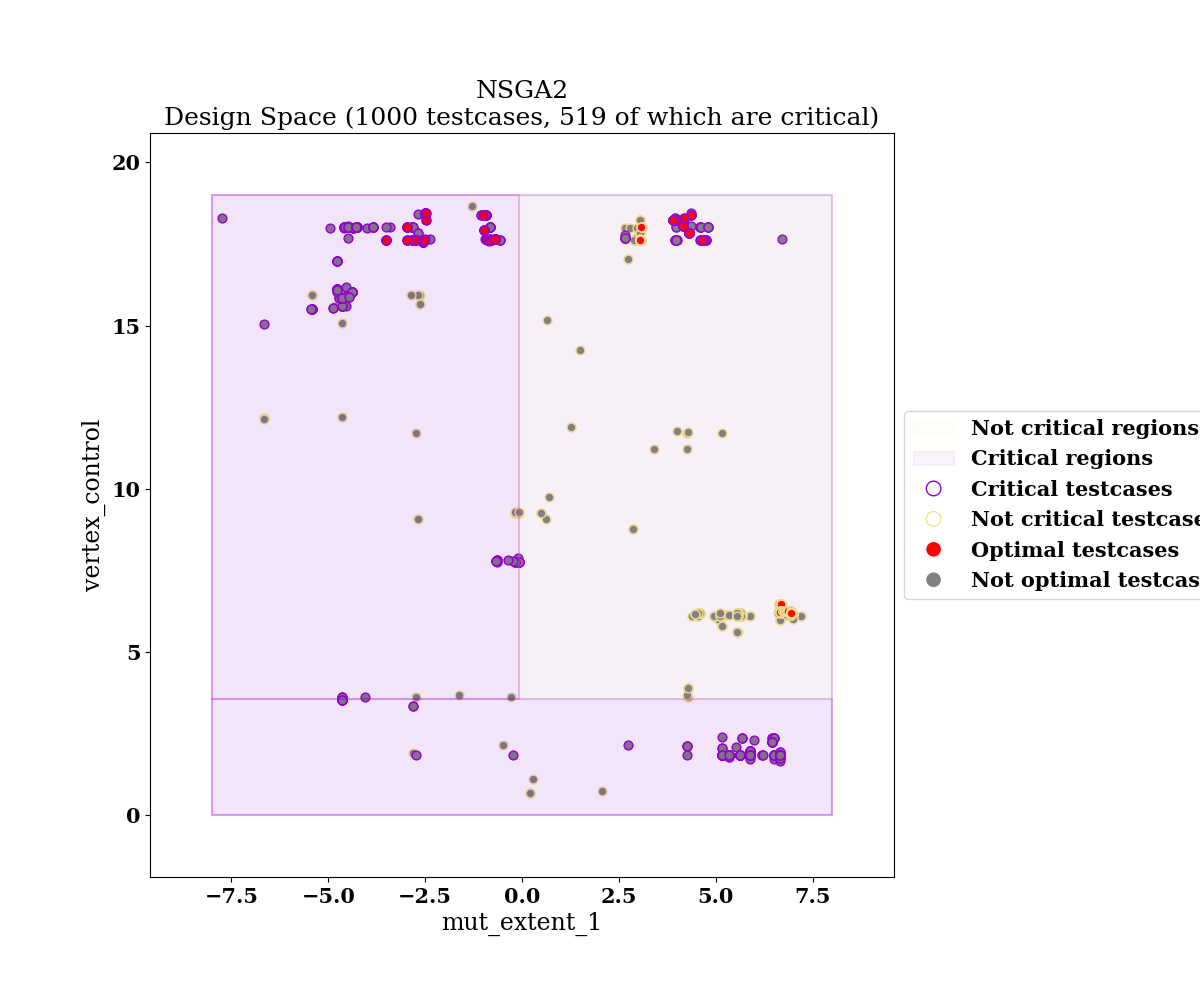 NSGA2
Design Space (1000 testcases, 519 of which are critical)
20
15
10
5
0
vertex_control
−7.5
−5.0
−2.5
0.0
2.5
5.0
7.5
mut_extent_1
Not critical regions
Critical regions
Critical testcases
Not critical testcase
Optimal testcases
Not optimal testcas